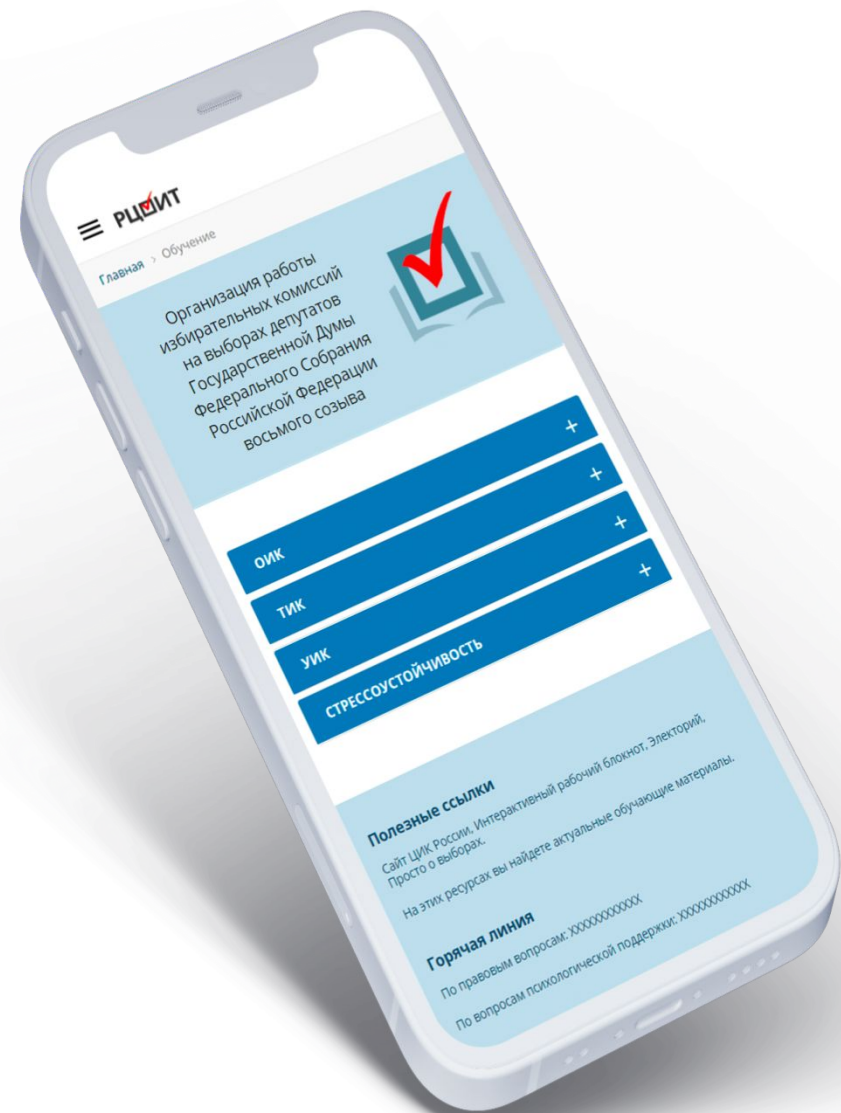 РЦОИТ
Главная > Обучение
Организация работы
избирательных комиссий
на выборах депутатов
Государственной Думы
Федерального Собрания
Российской Федерации
восьмого созыва
ОИК +
ТИК +
УИК +
СТРЕССОУСТОЙЧИВОСТЬ +
Полезные ссылки
Сайт ЦИК России, Интерактивный рабочий блокнот, Электорий,
Просто о выборах.
На этих ресурсах вы найдете актуальные обучающие материалы.
Горячая линия
По правовым вопросам: XXXXXXXXXXX
По вопросам психологической поддержки: XXXXXXXXXXX